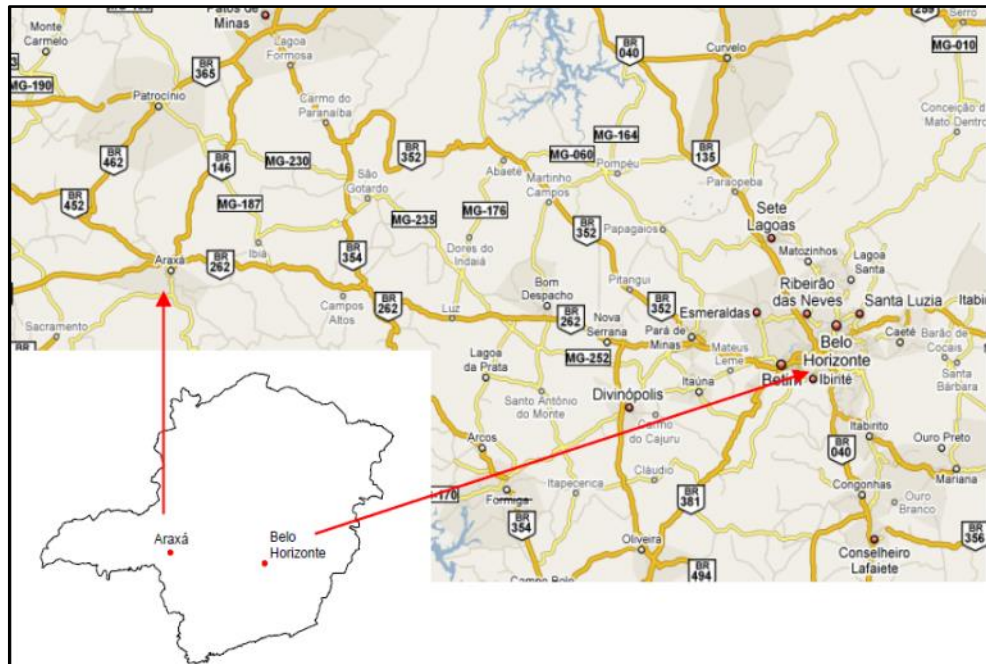 Patos de
Minas
Monte
Carmelo
Lagoa
Formosa
BR
365
MG-190
Patrocínio
Carmo do
Paranaíba
BR
462
BR
146
MG-230
BR
352
BR
452
MG-187
São
Gotardo
MG-235
MG-176
Ibiá
Araxá
BR
262
BR
354
Dores do
Indaiá
Campos
Altos
BR
262
Luz
Sacramento
BR
BR
040
Curvelo
259
Serro
MG-010
Conceição d
Mato Dentro
MG-164
MG-060
Abaeté
Pompéu
BR
135
Martinho
Campos
Paraopeba
BR
352
Papagaios
Sete
Lagoas
Matozinhos
Lagoa
Santa
Pitangui
Bom
Despacho
BR
352
Ribeirão
das Neves
Esmeraldas
Santa Luzia
Itabir
BR
262
Nova
Serrana
Pará de
Minas
Belo
Horizonte
Caeté
Barão de
Cocais
MG-252
Mateus
Leme
Lagoa
da Prata
Betim
Ibirité
Santa
Bárbara
Itaúna
Santo Antônio
do Monte
Divinópolis
Carmo
do Cajuru
Arcos
Itabirito
BR
040
Ouro Preto
Mariana
Cláudio
Itapecerica
-170
Formiga
BR
381
Congonhas
Ouro
Branco
BR
354
Oliveira
Conselheiro
Lafaiete
BR
356
Campo Belo
BR
494
Araxá
Belo
Horizonte